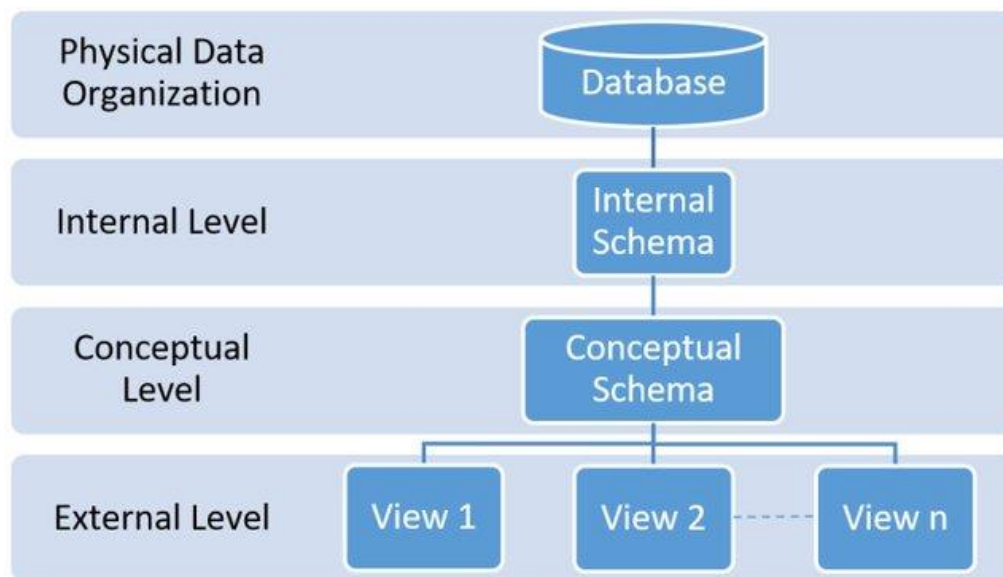 Physical Data
Organization
Database
Internal Level
Internal
Schema
Conceptual
Level
Conceptual
Schema
External Level
View 1
View 2
View n